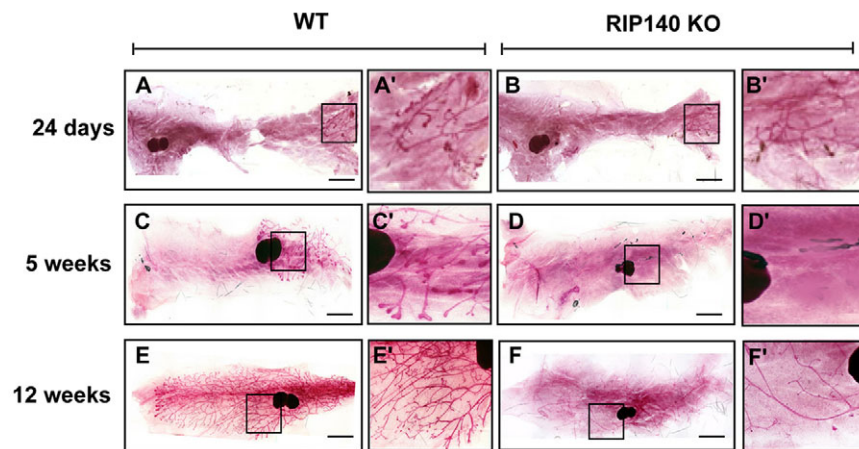 WT RIP140 KO
A A' B B'
24 days
C C' D D'
5 weeks
E E' F F'
12 weeks